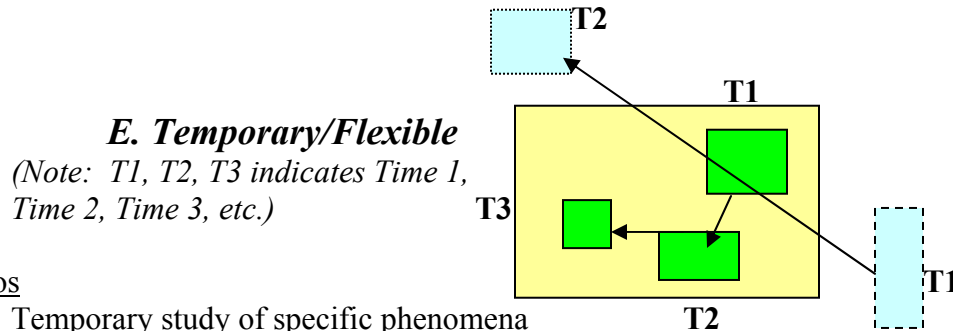 T2
T1
E. Temporary/Flexible
(Note: T1, T2, T3 indicates Time 1,
Time 2, Time 3, etc.)
T3
T1
T2
Temporary study of specific phenomena